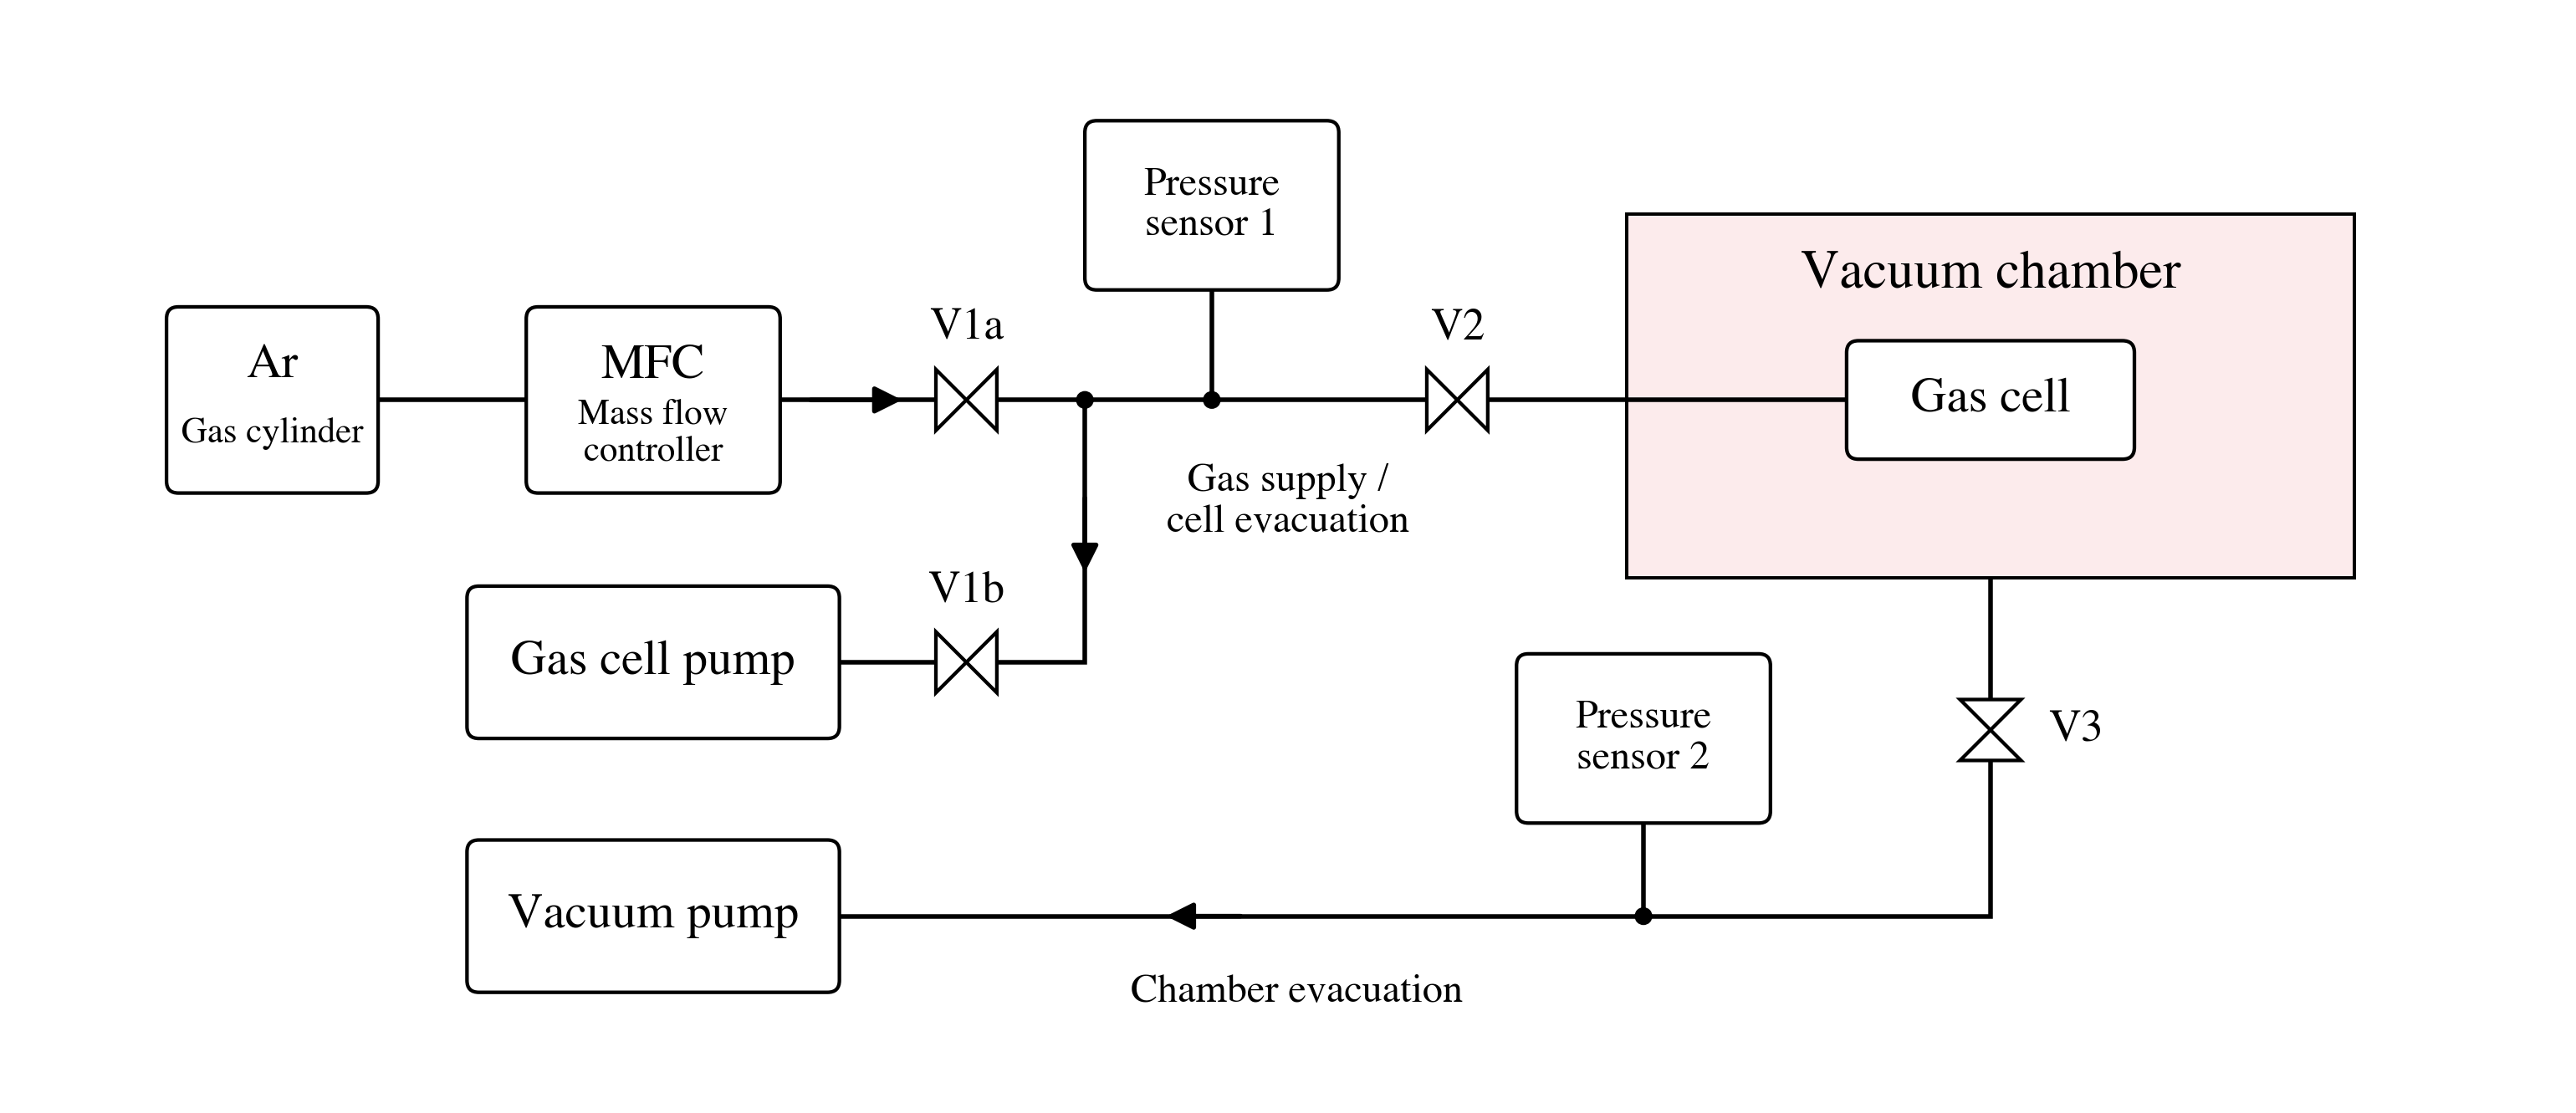 Pressure
sensor 1
Vacuum chamber
V1a
V2
Ar
Gas cylinder
MFC
Mass flow
controller
Gas cell
Gas supply /
cell evacuation
V1b
Gas cell pump
Pressure
sensor 2
V3
Vacuum pump
Chamber evacuation